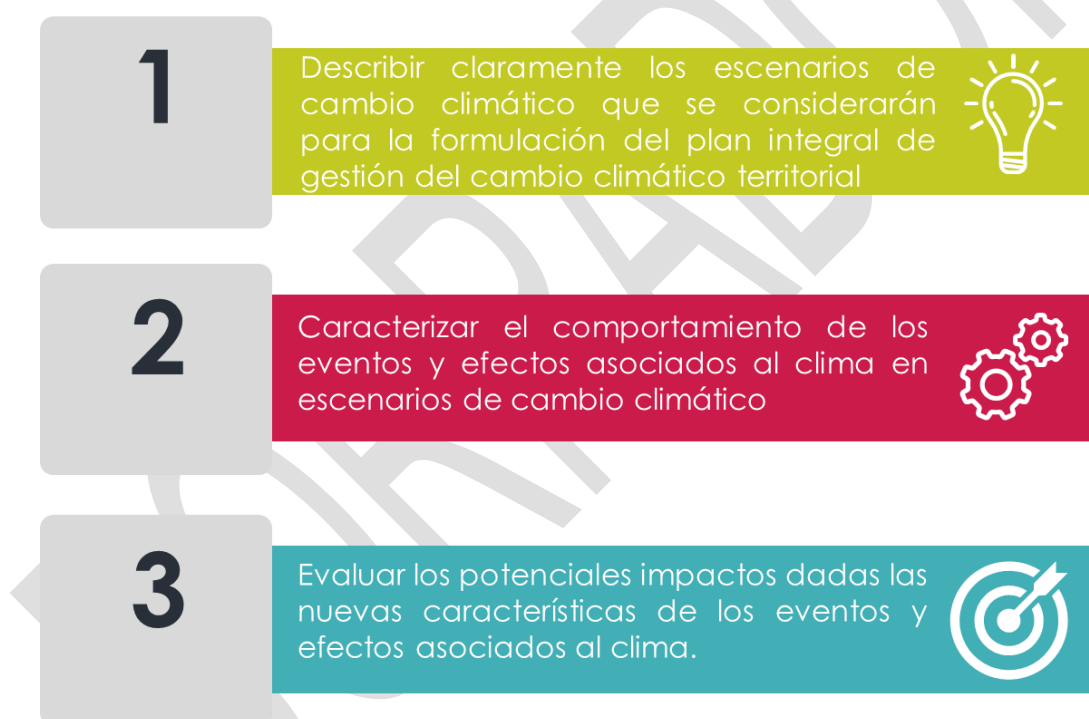 1
Describir claramente los escenarios de
cambio climático que se considerarán
para la formulación del plan integral de
gestión del cambio climático territorial
2
Caracterizar el comportamiento de los
eventos y efectos asociados al clima en
escenarios de cambio climático
3
Evaluar los potenciales impactos dadas las
nuevas características de los eventos y
efectos asociados al clima.